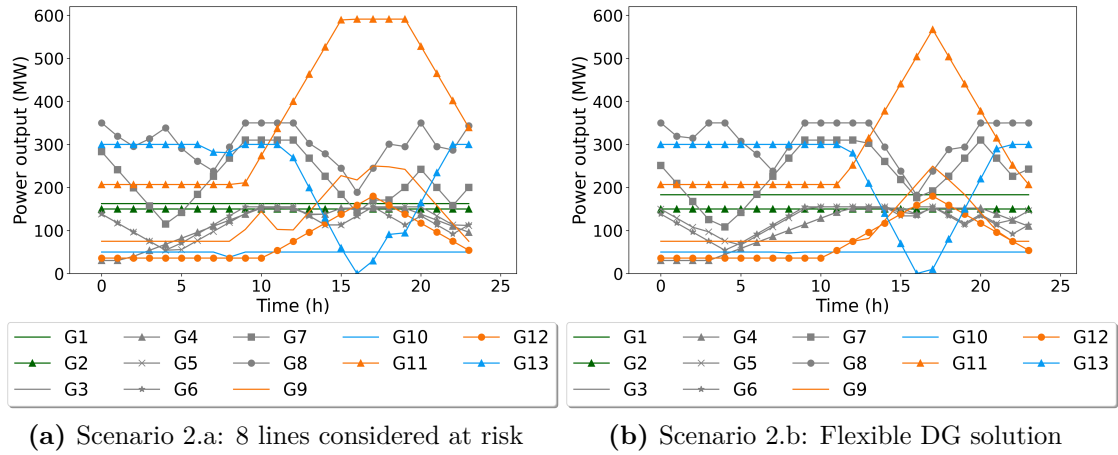 600
500
400
300
200
100
0
Power output (MW)
0 5 10 15 20 25
Time (h)
G1 G4 G7 G10 G12
G2 G5 G8 G11 G13
G3 G6 G9
(a) Scenario 2.a: 8 lines considered at risk
600
500
400
300
200
100
0
Power output (MW)
0 5 10 15 20 25
Time (h)
G1 G4 G7 G10 G12
G2 G5 G8 G11 G13
G3 G6 G9
(b) Scenario 2.b: Flexible DG solution